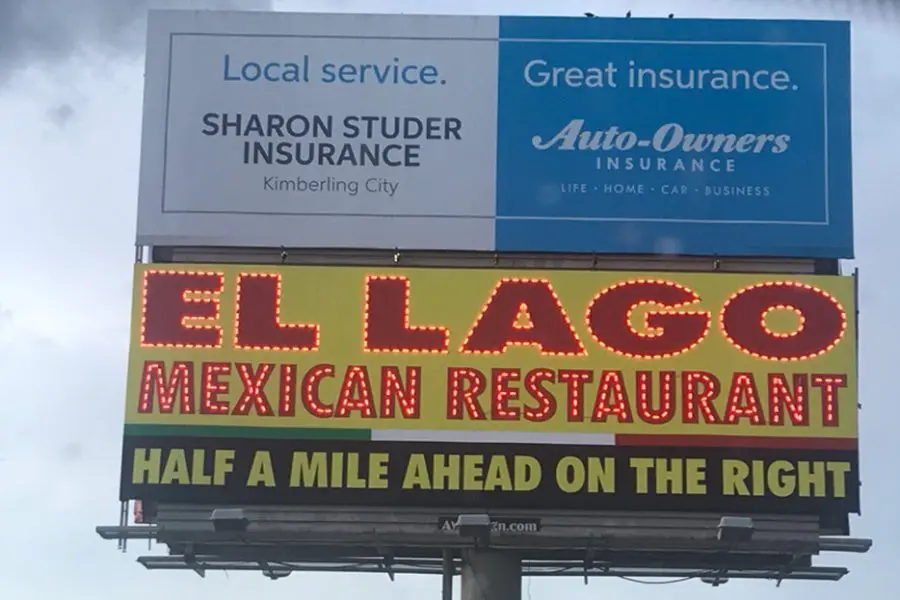 Local service.
SHARON STUDER
INSURANCE
Kimberling City
Great insurance.
Auto-Owners
INSURANCE
LIFE · HOME · CAR · BUSINESS
EL LAGO
MEXICAN RESTAURANT
HALF A MILE AHEAD ON THE RIGHT